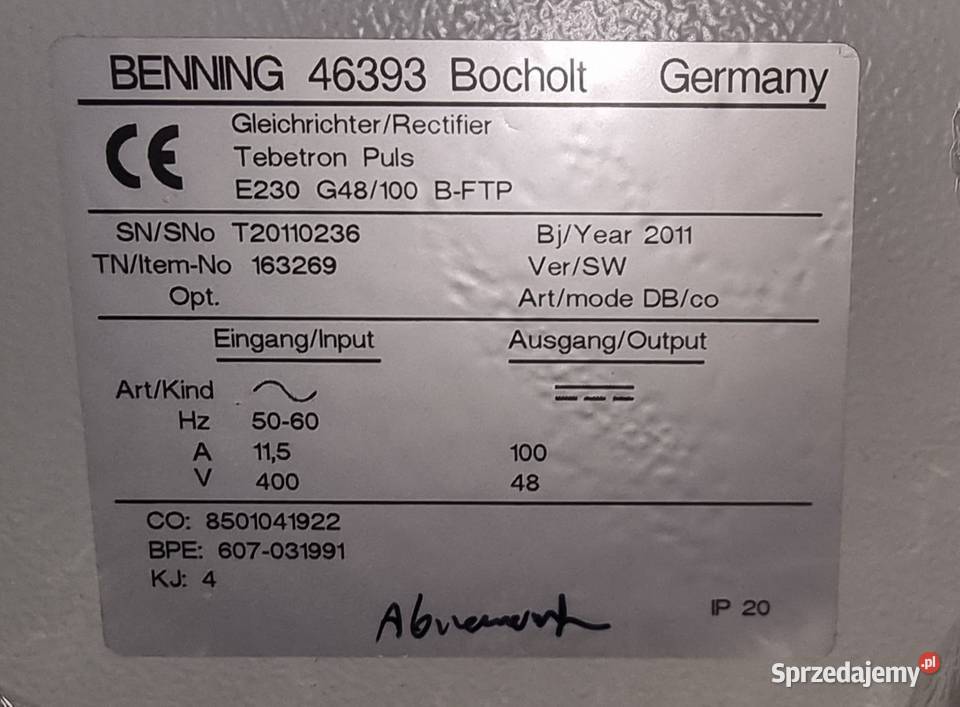 BENNING 46393 Bocholt Germany
CE
Gleichrichter/Rectifier
Tebetron Puls
E230 G48/100 B-FTP
SN/SNo T20110236 Bj/Year 2011
TN/Item-No 163269 Ver/SW
Opt. Art/mode DB/co
Eingang/Input Ausgang/Output
Art/Kind
Hz 50-60
A 11,5 100
V 400 48
CO: 8501041922
BPE: 607-031991
KJ: 4
IP 20
Sprzedajemy.pl